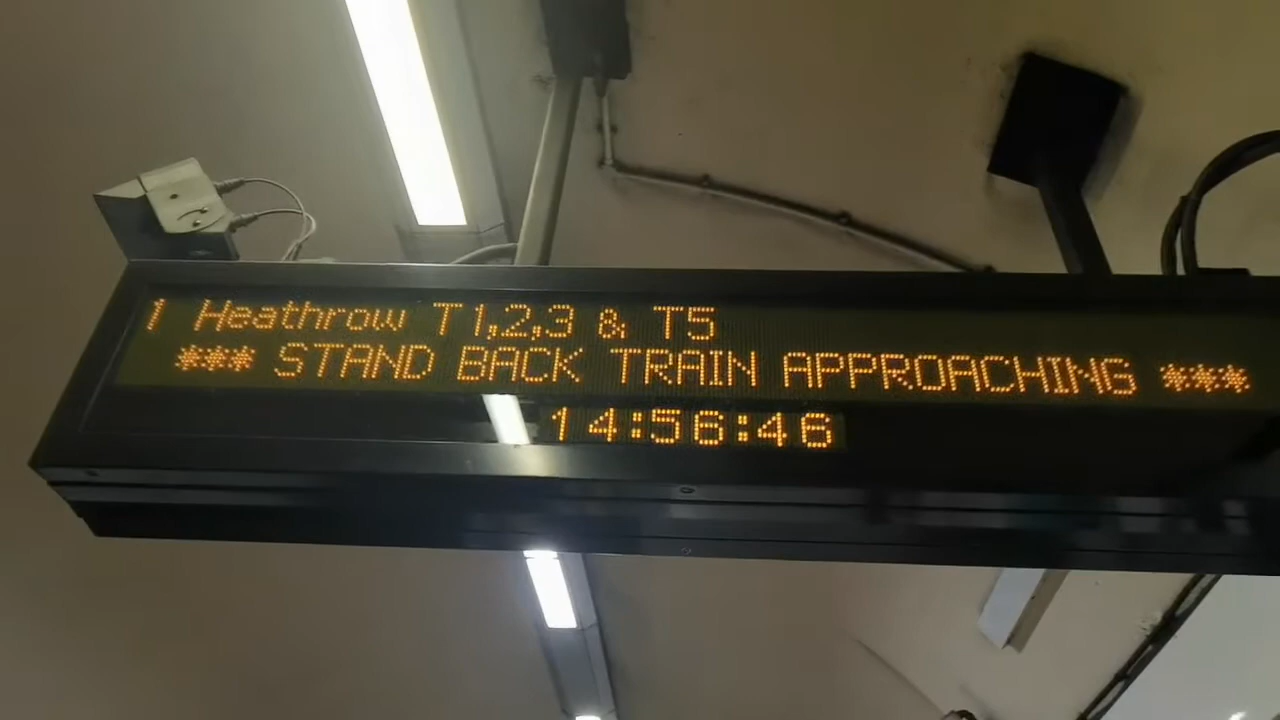 1 Heathrow T1,2,3 & T5
*** STAND BACK TRAIN APPROACHING ***
14:56:46